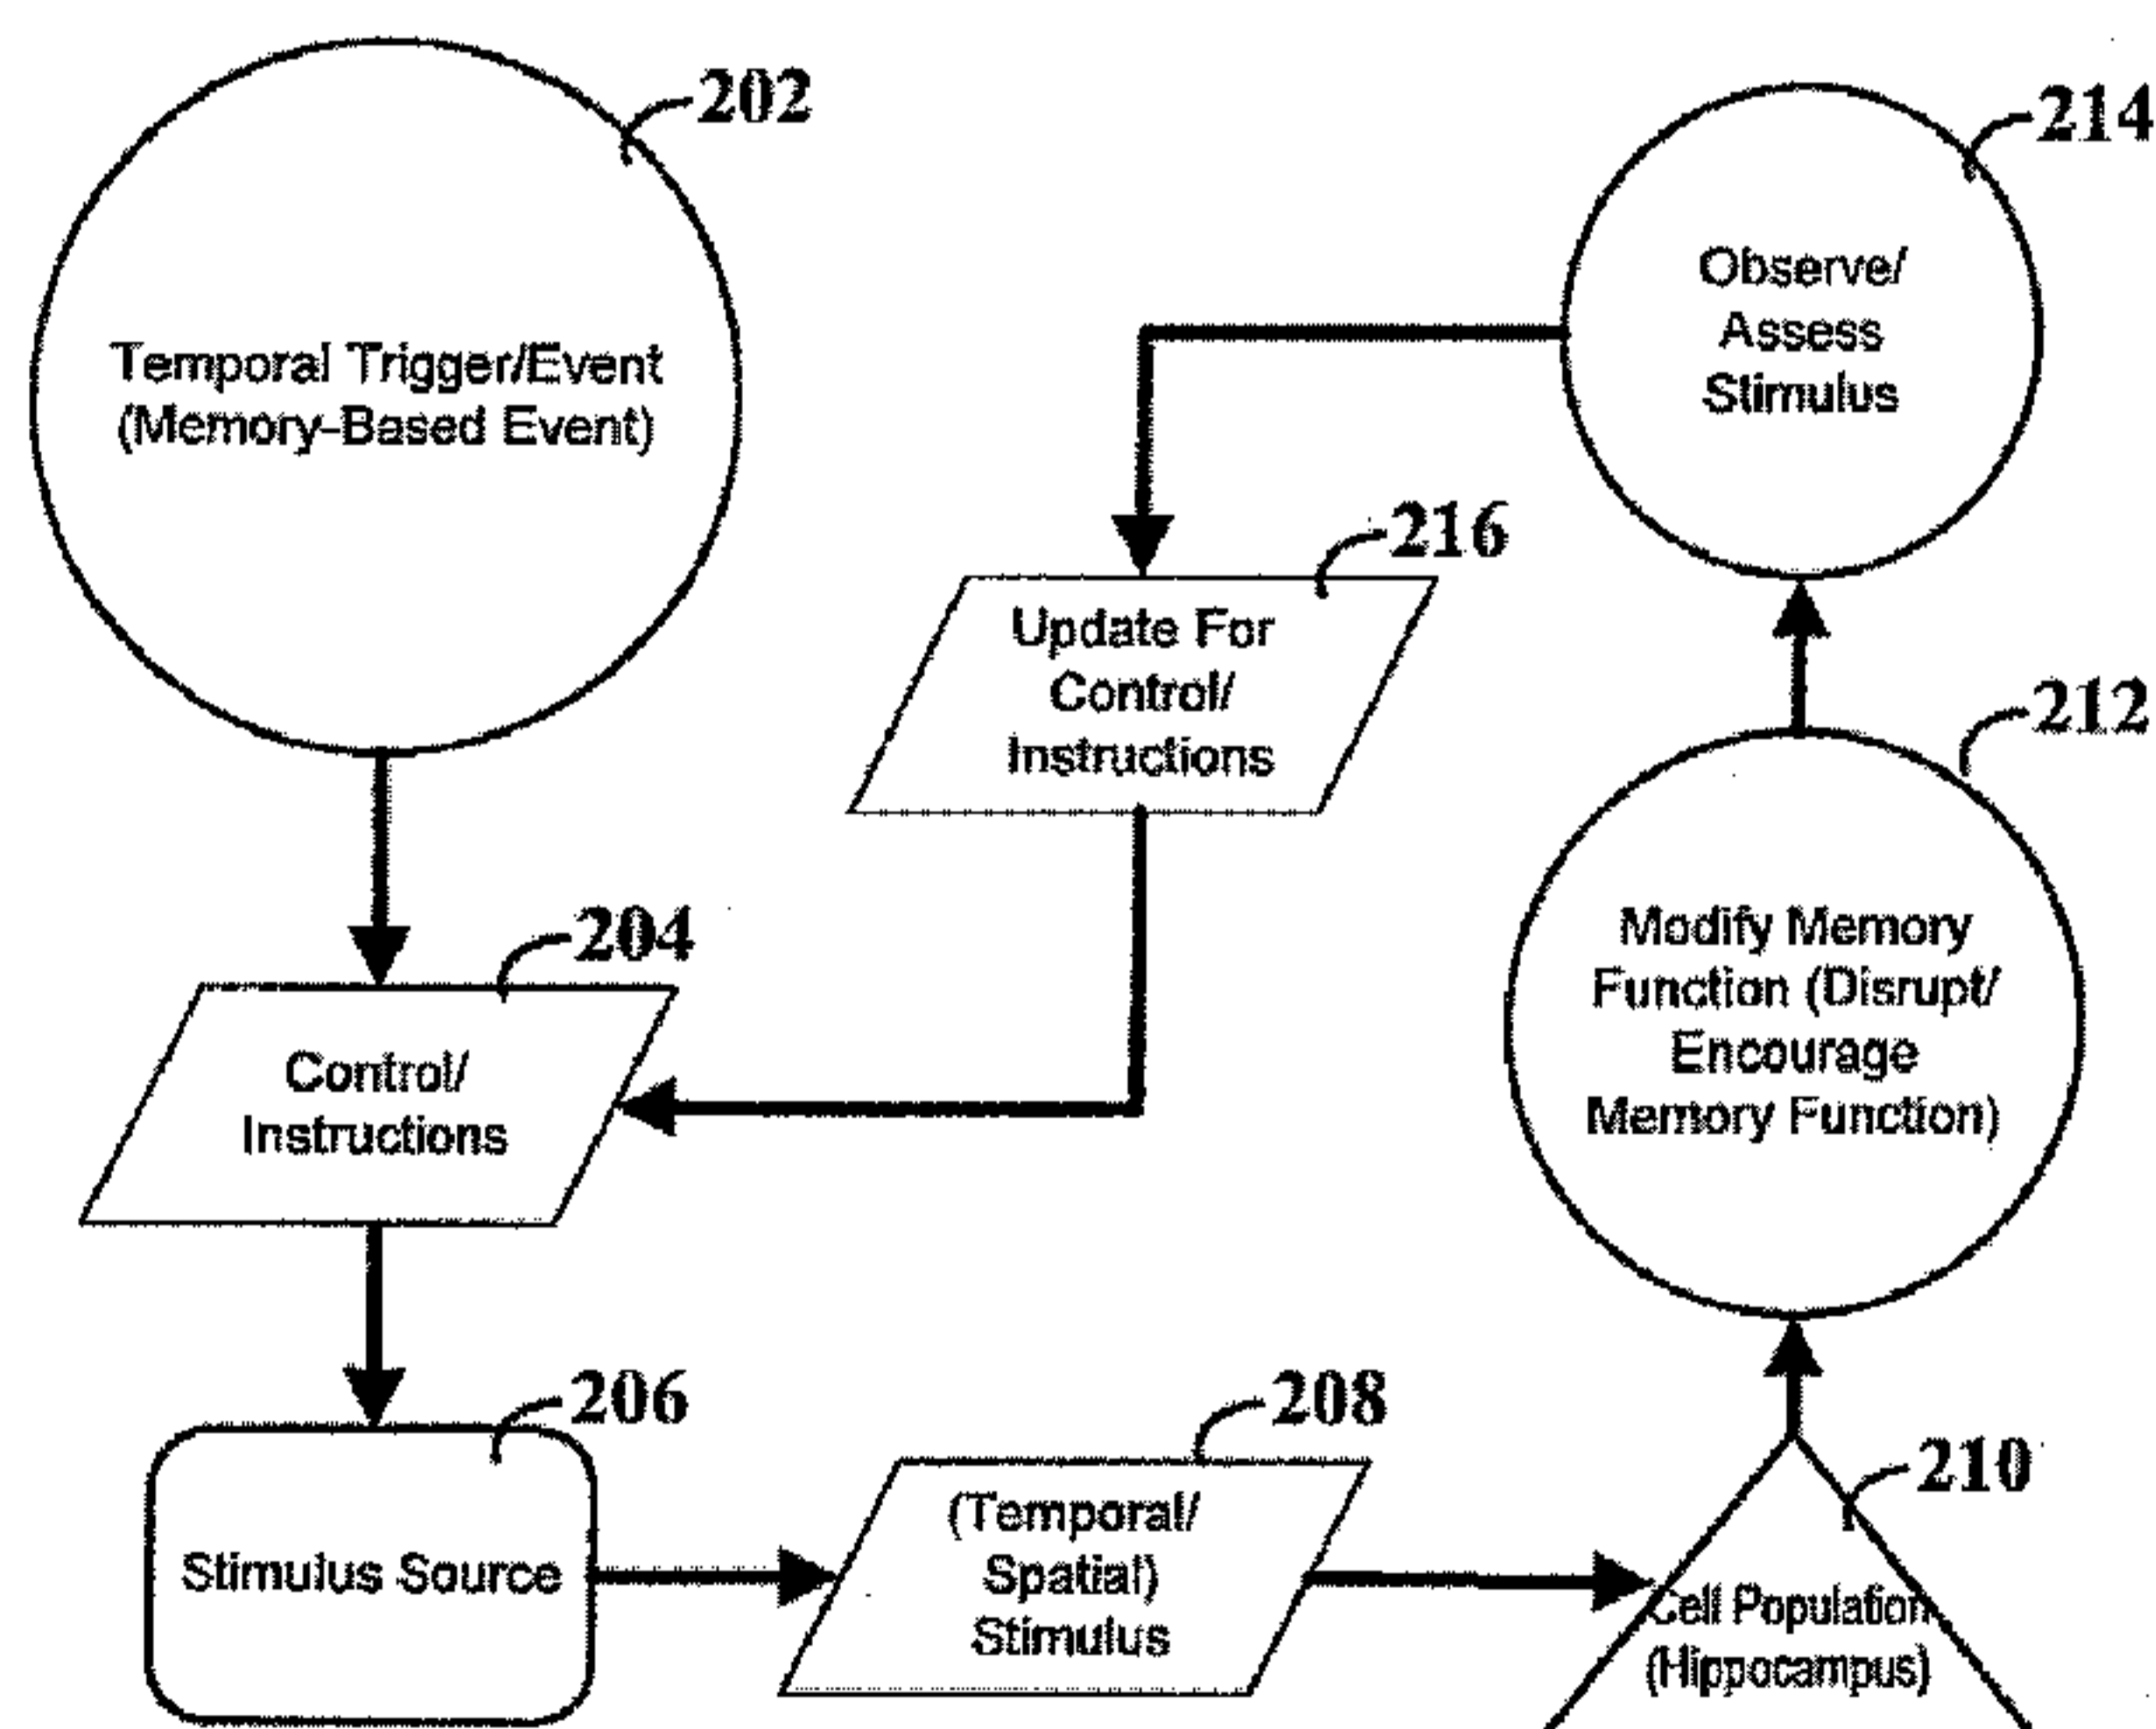 202
Temporal Trigger/Event
(Memory-Based Event)
214
Observe/
Assess
Stimulus
216
Update For
Control/
Instructions
212
Modify Memory
Function (Disrupt/
Encourage
Memory Function)
204
Control/
Instructions
206
Stimulus Source
208
(Temporal/
Spatial)
Stimulus
210
Cell Population
(Hippocampus)